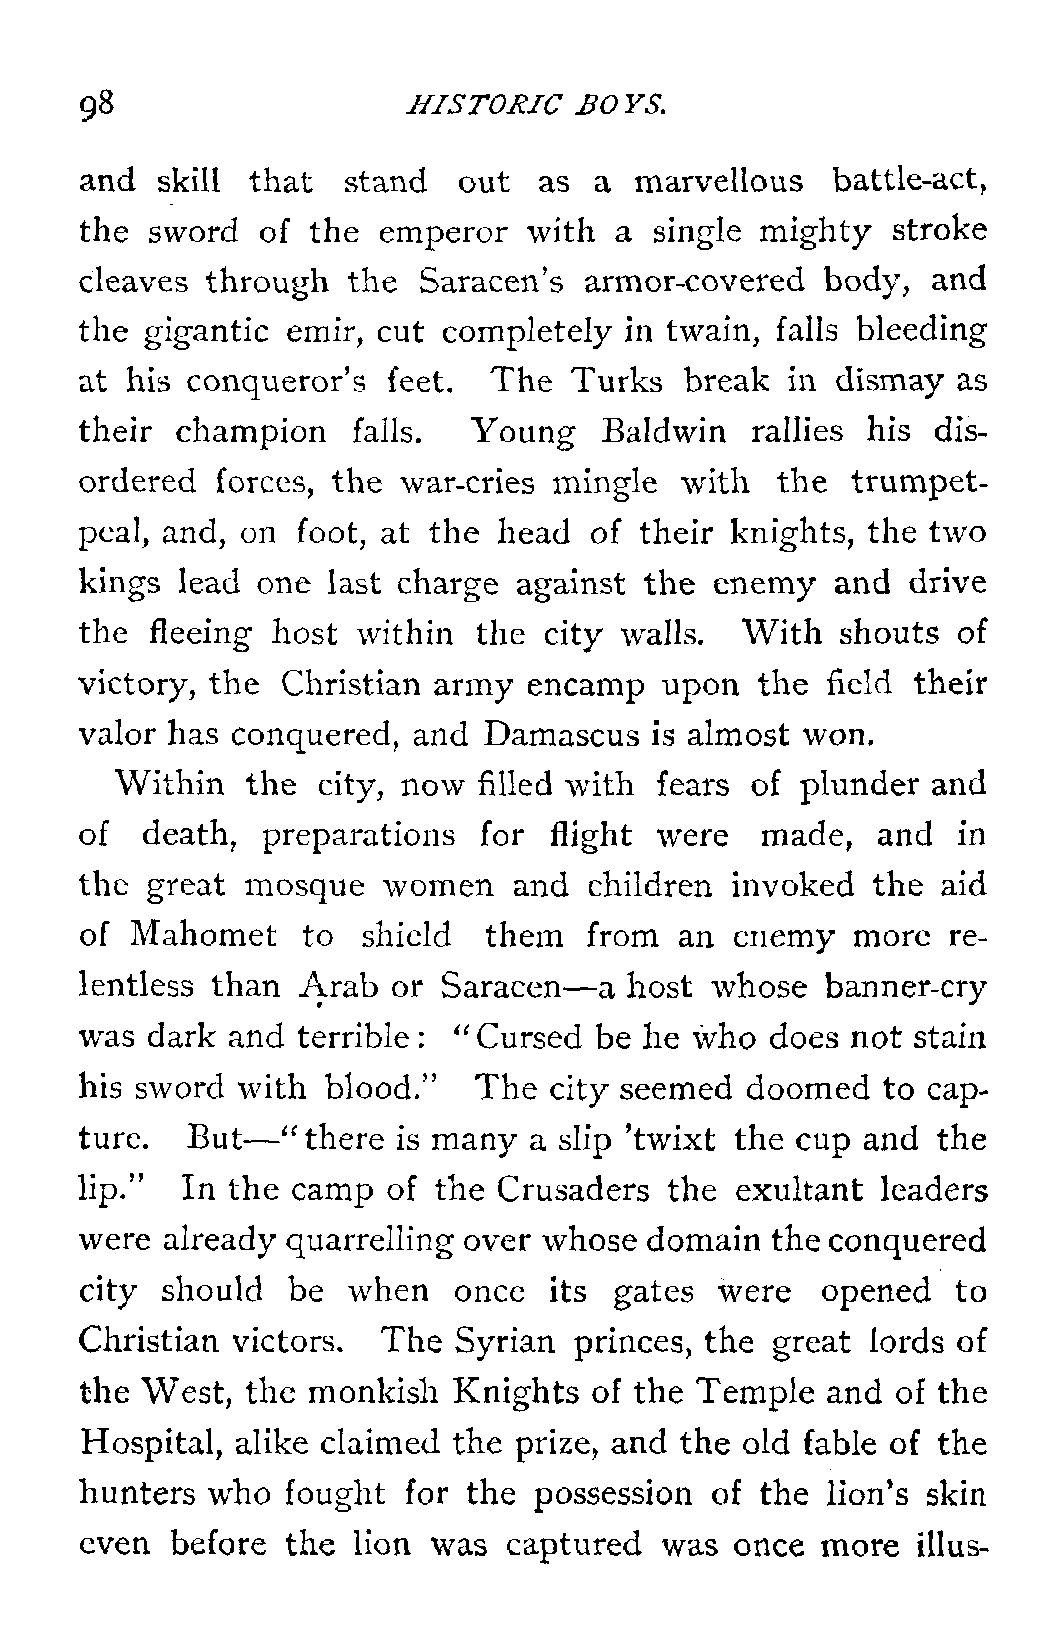 98 HISTORIC BOYS.
and skill that stand out as a marvellous battle-act,
the sword of the emperor with a single mighty stroke
cleaves through the Saracen's armor-covered body, and
the gigantic emir, cut completely in twain, falls bleeding
at his conqueror's feet. The Turks break in dismay as
their champion falls. Young Baldwin rallies his dis-
ordered forces, the war-cries mingle with the trumpet-
peal, and, on foot, at the head of their knights, the two
kings lead one last charge against the enemy and drive
the fleeing host within the city walls. With shouts of
victory, the Christian army encamp upon the field their
valor has conquered, and Damascus is almost won.
Within the city, now filled with fears of plunder and
of death, preparations for flight were made, and in
the great mosque women and children invoked the aid
of Mahomet to shield them from an enemy more re-
lentless than Arab or Saracen—a host whose banner-cry
was dark and terrible: "Cursed be he who does not stain
his sword with blood." The city seemed doomed to cap-
ture. But—"there is many a slip 'twixt the cup and the
lip." In the camp of the Crusaders the exultant leaders
were already quarrelling over whose domain the conquered
city should be when once its gates were opened to
Christian victors. The Syrian princes, the great lords of
the West, the monkish Knights of the Temple and of the
Hospital, alike claimed the prize, and the old fable of the
hunters who fought for the possession of the lion's skin
even before the lion was captured was once more illus-